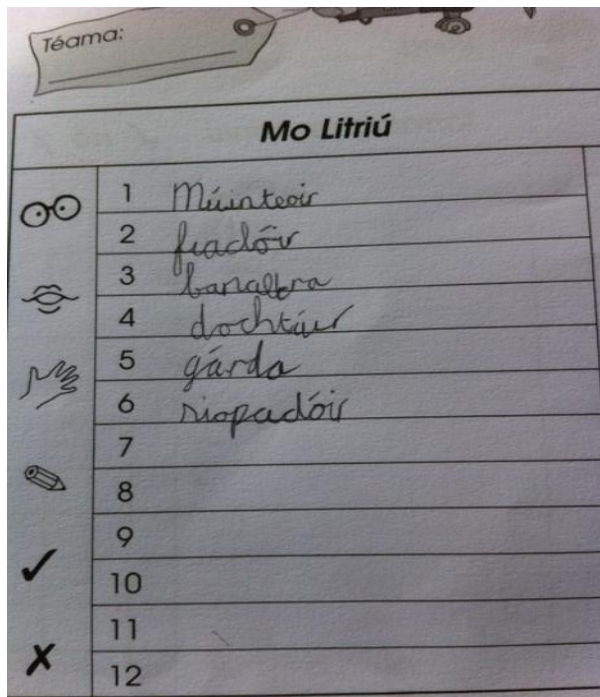 Téama:
Mo Litriú
1 Múinteoir
2 fiadóir
3 banaltra
4 dochtúir
5 gárda
6 siopadóir
7
8
9
10
11
12